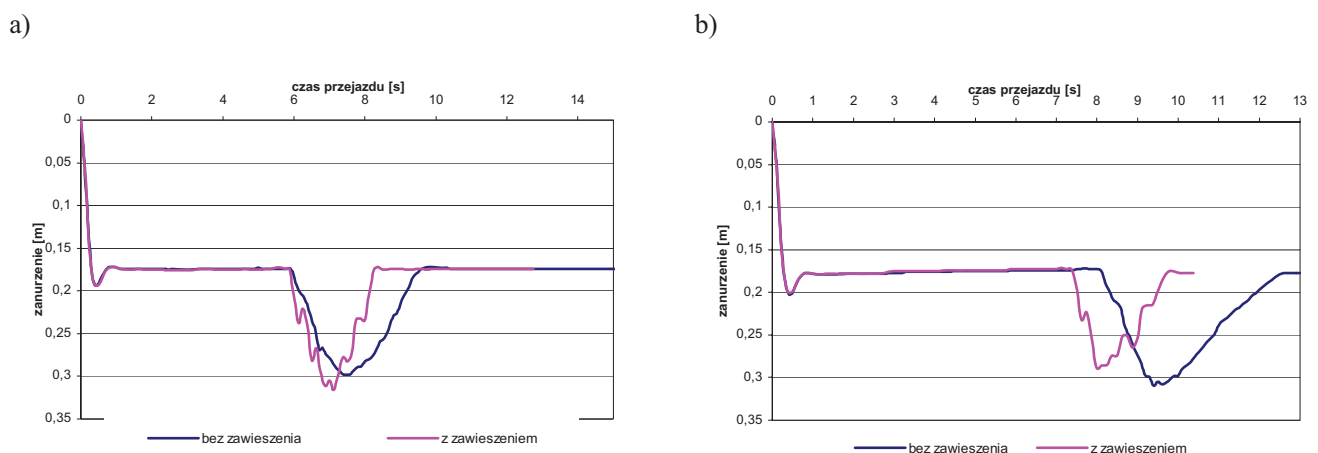 a)
czas przejazdu [s]
0 2 4 6 8 10 12 14
0
0,05
0,1
0,15
0,2
0,25
0,3
0,35
zanurzenie [m]
bez zawieszenia z zawieszeniem
b)
czas przejazdu [s]
0 1 2 3 4 5 6 7 8 9 10 11 12 13
0
0,05
0,1
0,15
0,2
0,25
0,3
0,35
zanurzenie [m]
bez zawieszenia z zawieszeniem